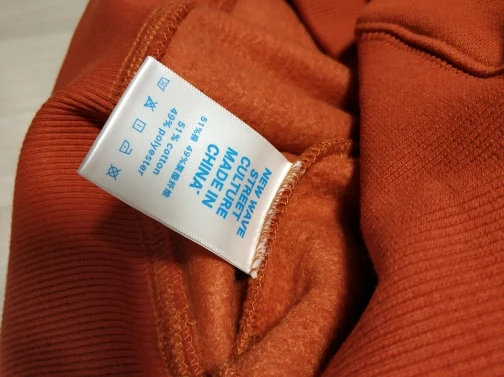 NEW WAVE
STREET
CULTURE
MADE IN
CHINA*
51%棉 49%聚酯纤维
51% cotton
49% polyester